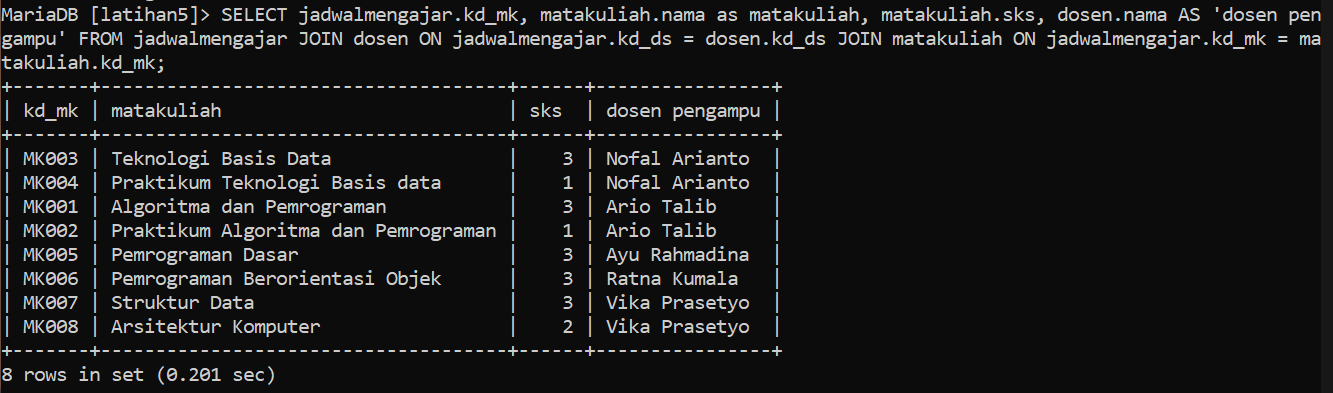 MariaDB [latihan5]> SELECT jadwalmengajar.kd_mk, matakuliah.nama as matakuliah, matakuliah.sks, dosen.nama AS 'dosen pen
gampu' FROM jadwalmengajar JOIN dosen ON jadwalmengajar.kd_ds = dosen.kd_ds JOIN matakuliah ON jadwalmengajar.kd_mk = ma
takuliah.kd_mk;
+-------+--------------------------------------+------+----------------+
| kd_mk | matakuliah                           | sks  | dosen pengampu |
+-------+--------------------------------------+------+----------------+
| MK003 | Teknologi Basis Data                 |    3 | Nofal Arianto  |
| MK004 | Praktikum Teknologi Basis data       |    1 | Nofal Arianto  |
| MK001 | Algoritma dan Pemrograman            |    3 | Ario Talib     |
| MK002 | Praktikum Algoritma dan Pemrograman  |    1 | Ario Talib     |
| MK005 | Pemrograman Dasar                    |    3 | Ayu Rahmadina  |
| MK006 | Pemrograman Berorientasi Objek       |    3 | Ratna Kumala   |
| MK007 | Struktur Data                        |    3 | Vika Prasetyo  |
| MK008 | Arsitektur Komputer                  |    2 | Vika Prasetyo  |
+-------+--------------------------------------+------+----------------+
8 rows in set (0.201 sec)